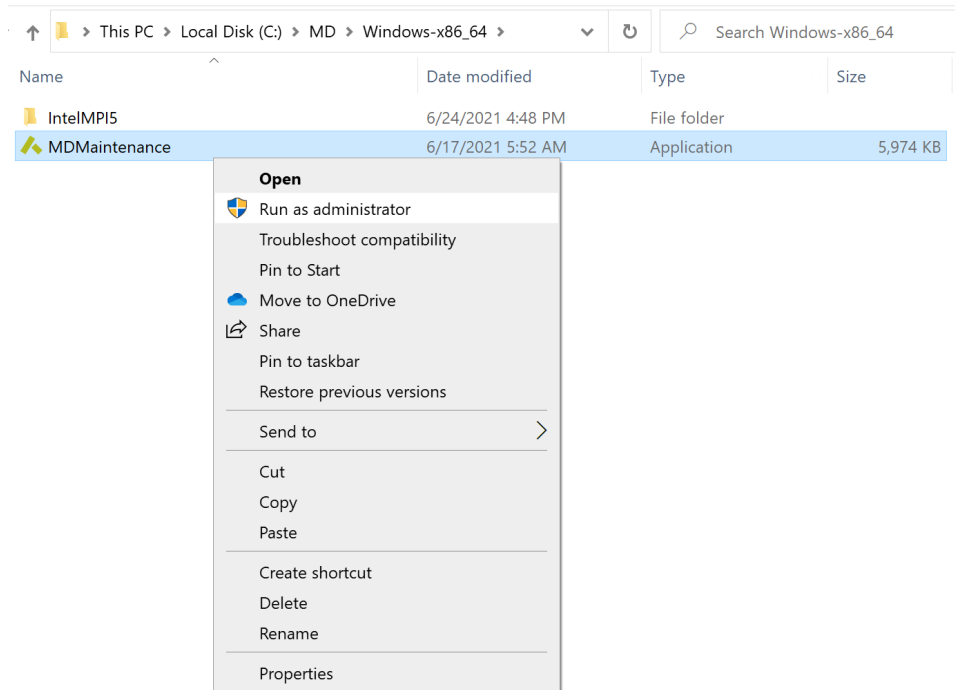 This PC > Local Disk (C:) > MD > Windows-x86_64 > Search Windows-x86_64
Name Date modified Type Size
IntelMPI5 6/24/2021 4:48 PM File folder
MDMaintenance 6/17/2021 5:52 AM Application 5,974 KB
Open
Run as administrator
Troubleshoot compatibility
Pin to Start
Move to OneDrive
Share
Pin to taskbar
Restore previous versions
Send to
Cut
Copy
Paste
Create shortcut
Delete
Rename
Properties